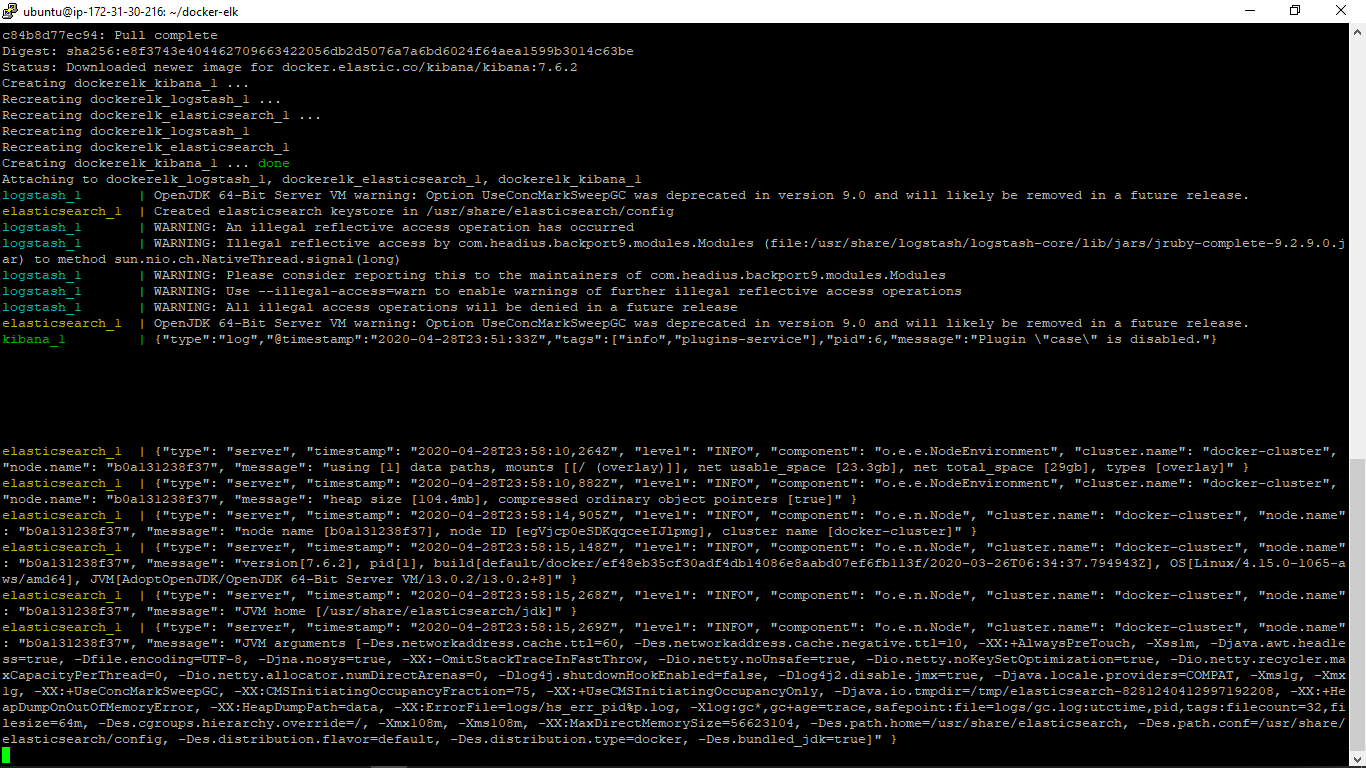 ubuntu@ip-172-31-30-216: ~/docker-elk
c84b8d77ec94: Pull complete
Digest: sha256:e8f3743e404462709663422056db2d5076a7a6bd6024f64aea1599b3014c63be
Status: Downloaded newer image for docker.elastic.co/kibana/kibana:7.6.2
Creating dockerelk_kibana_1 ...
Recreating dockerelk_logstash_1 ...
Recreating dockerelk_elasticsearch_1 ...
Recreating dockerelk_logstash_1
Recreating dockerelk_elasticsearch_1
Creating dockerelk_kibana_1 ... done
Attaching to dockerelk_logstash_1, dockerelk_elasticsearch_1, dockerelk_kibana_1
logstash_1       | OpenJDK 64-Bit Server VM warning: Option UseConcMarkSweepGC was deprecated in version 9.0 and will likely be removed in a future release.
elasticsearch_1  | Created elasticsearch keystore in /usr/share/elasticsearch/config
logstash_1       | WARNING: An illegal reflective access operation has occurred
logstash_1       | WARNING: Illegal reflective access by com.headius.backport9.modules.Modules (file:/usr/share/logstash/logstash-core/lib/jars/jruby-complete-9.2.9.0.j
ar) to method sun.nio.ch.NativeThread.signal(long)
logstash_1       | WARNING: Please consider reporting this to the maintainers of com.headius.backport9.modules.Modules
logstash_1       | WARNING: Use --illegal-access=warn to enable warnings of further illegal reflective access operations
logstash_1       | WARNING: All illegal access operations will be denied in a future release
elasticsearch_1  | OpenJDK 64-Bit Server VM warning: Option UseConcMarkSweepGC was deprecated in version 9.0 and will likely be removed in a future release.
kibana_1         | {"type":"log","@timestamp":"2020-04-28T23:51:33Z","tags":["info","plugins-service"],"pid":6,"message":"Plugin \"case\" is disabled."}
elasticsearch_1  | {"type": "server", "timestamp": "2020-04-28T23:58:10,264Z", "level": "INFO", "component": "o.e.e.NodeEnvironment", "cluster.name": "docker-cluster",
"node.name": "b0a131238f37", "message": "using [1] data paths, mounts [[/ (overlay)]], net usable_space [23.3gb], net total_space [29gb], types [overlay]" }
elasticsearch_1  | {"type": "server", "timestamp": "2020-04-28T23:58:10,882Z", "level": "INFO", "component": "o.e.e.NodeEnvironment", "cluster.name": "docker-cluster",
"node.name": "b0a131238f37", "message": "heap size [104.4mb], compressed ordinary object pointers [true]" }
elasticsearch_1  | {"type": "server", "timestamp": "2020-04-28T23:58:14,905Z", "level": "INFO", "component": "o.e.n.Node", "cluster.name": "docker-cluster", "node.name"
: "b0a131238f37", "message": "node name [b0a131238f37], node ID [egVjcp0eSDKqqceeIJlpmg], cluster name [docker-cluster]" }
elasticsearch_1  | {"type": "server", "timestamp": "2020-04-28T23:58:15,148Z", "level": "INFO", "component": "o.e.n.Node", "cluster.name": "docker-cluster", "node.name"
: "b0a131238f37", "message": "version[7.6.2], pid[1], build[default/docker/ef48eb35cf30adf4db14086e8aabd07ef6fb113f/2020-03-26T06:34:37.794943Z], OS[Linux/4.15.0-1065-a
ws/amd64], JVM[AdoptOpenJDK/OpenJDK 64-Bit Server VM/13.0.2/13.0.2+8]" }
elasticsearch_1  | {"type": "server", "timestamp": "2020-04-28T23:58:15,268Z", "level": "INFO", "component": "o.e.n.Node", "cluster.name": "docker-cluster", "node.name"
: "b0a131238f37", "message": "JVM home [/usr/share/elasticsearch/jdk]" }
elasticsearch_1  | {"type": "server", "timestamp": "2020-04-28T23:58:15,269Z", "level": "INFO", "component": "o.e.n.Node", "cluster.name": "docker-cluster", "node.name"
: "b0a131238f37", "message": "JVM arguments [-Des.networkaddress.cache.ttl=60, -Des.networkaddress.cache.negative.ttl=10, -XX:+AlwaysPreTouch, -Xss1m, -Djava.awt.headle
ss=true, -Dfile.encoding=UTF-8, -Djna.nosys=true, -XX:-OmitStackTraceInFastThrow, -Dio.netty.noUnsafe=true, -Dio.netty.noKeySetOptimization=true, -Dio.netty.recycler.ma
xCapacityPerThread=0, -Dio.netty.allocator.numDirectArenas=0, -Dlog4j.shutdownHookEnabled=false, -Dlog4j2.disable.jmx=true, -Djava.locale.providers=COMPAT, -Xms1g, -Xmx
1g, -XX:+UseConcMarkSweepGC, -XX:CMSInitiatingOccupancyFraction=75, -XX:+UseCMSInitiatingOccupancyOnly, -Djava.io.tmpdir=/tmp/elasticsearch-8281240412997192208, -XX:+He
apDumpOnOutOfMemoryError, -XX:HeapDumpPath=data, -XX:ErrorFile=logs/hs_err_pid%p.log, -Xlog:gc*,gc+age=trace,safepoint:file=logs/gc.log:utctime,pid,tags:filecount=32,fi
lesize=64m, -Des.cgroups.hierarchy.override=/, -Xmx108m, -Xms108m, -XX:MaxDirectMemorySize=56623104, -Des.path.home=/usr/share/elasticsearch, -Des.path.conf=/usr/share/
elasticsearch/config, -Des.distribution.flavor=default, -Des.distribution.type=docker, -Des.bundled_jdk=true]" }